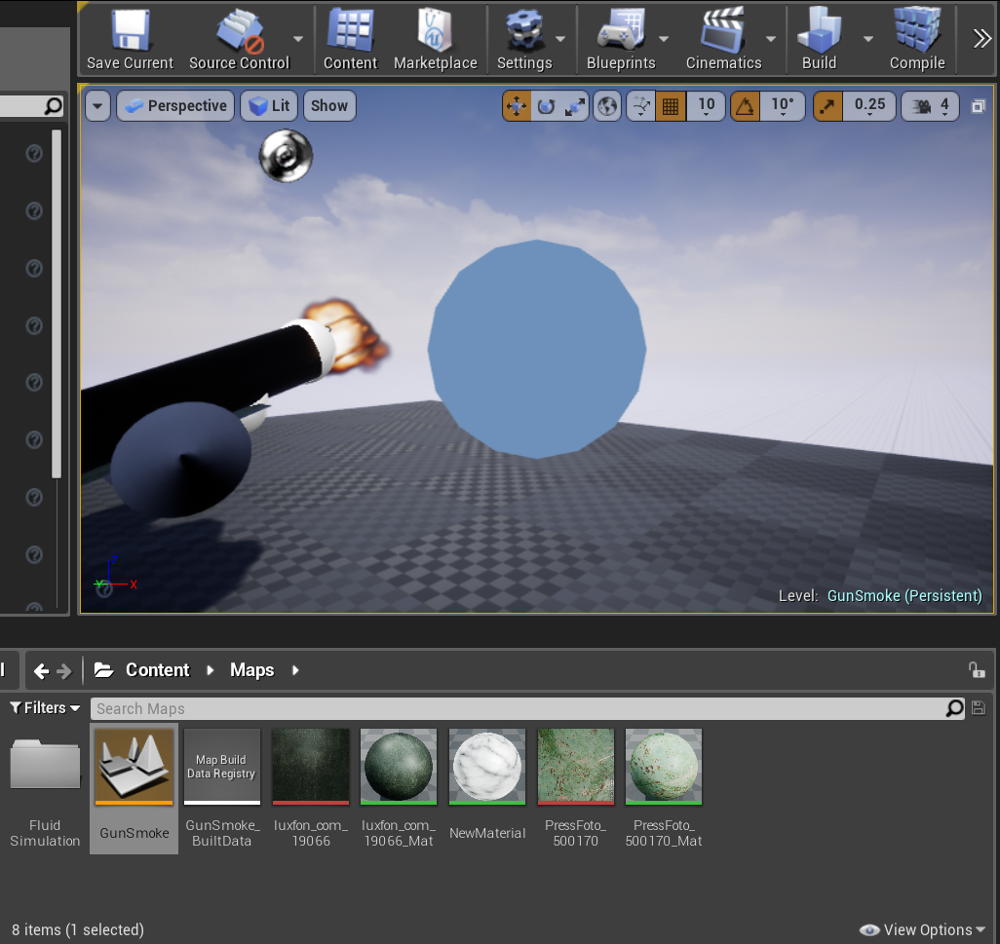 Save Current
Source Control
Content
Marketplace
Settings
Blueprints
Cinematics
Build
Compile
Perspective
Lit
Show
10
10°
0.25
4
Z
Y
X
Level: GunSmoke (Persistent)
Content
Maps
Filters
Search Maps
Map Build
Data Registry
Fluid
Simulation
GunSmoke
GunSmoke_
BuiltData
luxfon_com_
19066
luxfon_com_
19066_Mat
NewMaterial
PressFoto_
500170
PressFoto_
500170_Mat
8 items (1 selected)
View Options